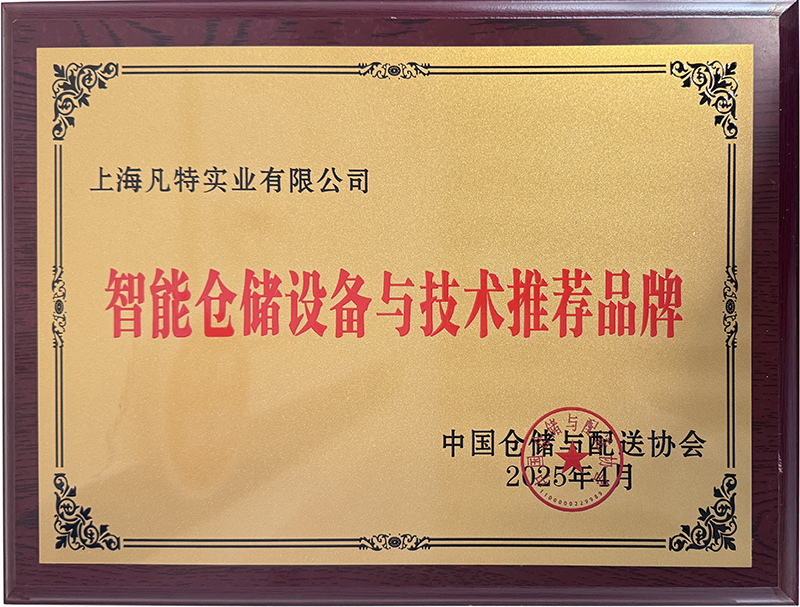 上海凡特实业有限公司
智能仓储设备与技术推荐品牌
中国仓储与配送协会
2025年4月